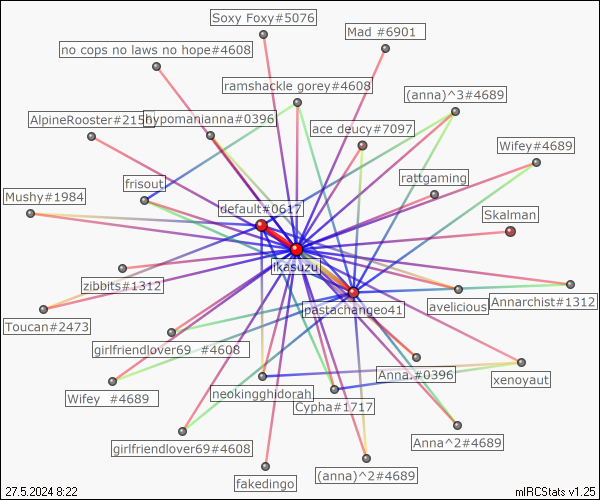 Soxy Foxy#5076
Mad #6901
no cops no laws no hope#4608
ramshackle gorey#4608
(anna)^3#4689
AlpineRooster#215
hypomanianna#0396
ace deucy#7097
Wifey#4689
frisout
rattgaming
Mushy#1984
default#0617
Skalman
ikasuzu
zibbits#1312
pastachangeo41
avelicious
Annarchist#1312
Toucan#2473
girlfriendlover69 #4608
Anna.#0396
xenoyaut
Wifey #4689
neokingghidorah
Cypha#1717
girlfriendlover69#4608
Anna^2#4689
fakedingo
(anna)^2#4689
27.5.2024 8:22
mIRCStats v1.25